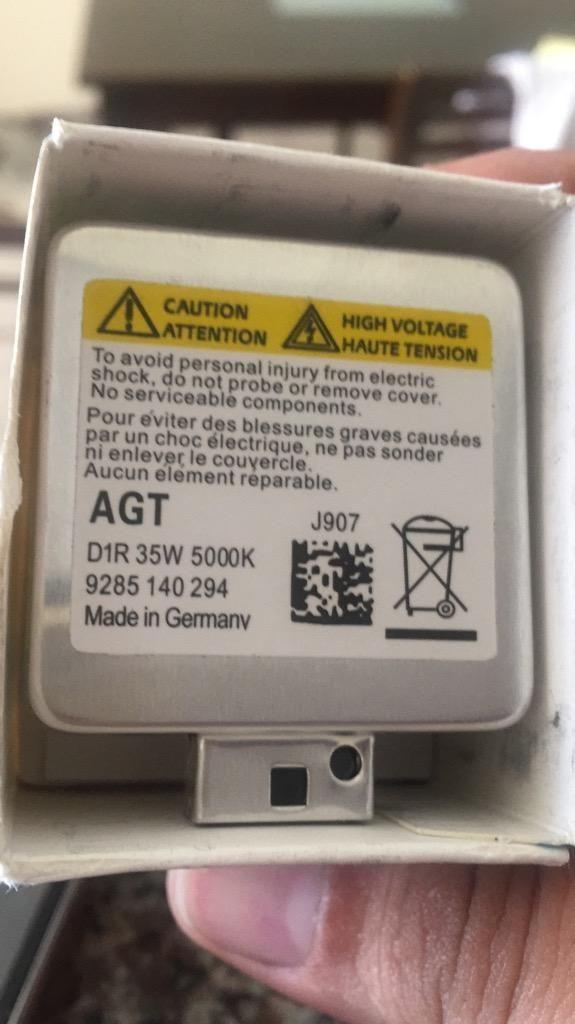 CAUTION
ATTENTION
HIGH VOLTAGE
HAUTE TENSION
To avoid personal injury from electric
shock, do not probe or remove cover.
No serviceable components.
Pour éviter des blessures graves causées
par un choc électrique, ne pas sonder
ni enlever le couvercle.
Aucun élément réparable.
AGT
J907
D1R 35W 5000K
9285 140 294
Made in Germany